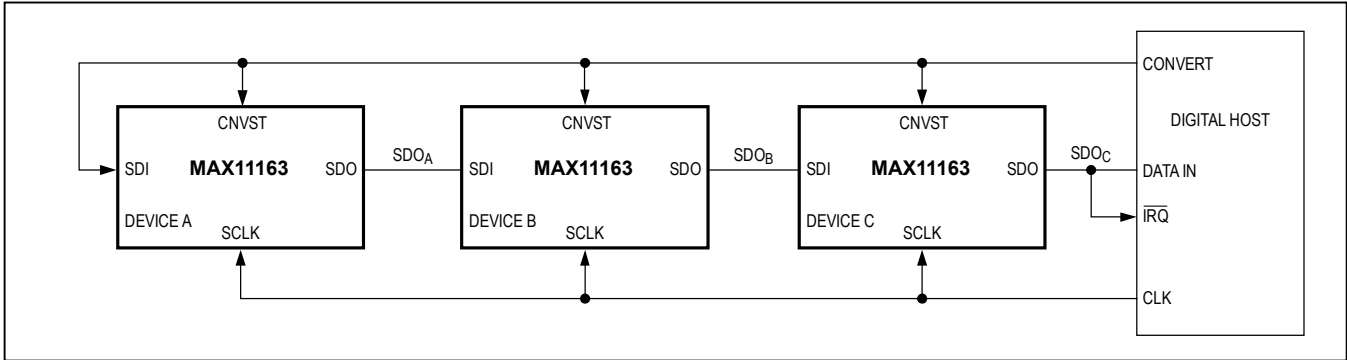 CONVERT
DIGITAL HOST
CNVST
CNVST
CNVST
SDI
MAX11163
SDO
SDOA
SDI
MAX11163
SDO
SDOB
SDI
MAX11163
SDO
SDOC
DATA IN
IRQ
DEVICE A
SCLK
DEVICE B
SCLK
DEVICE C
SCLK
CLK